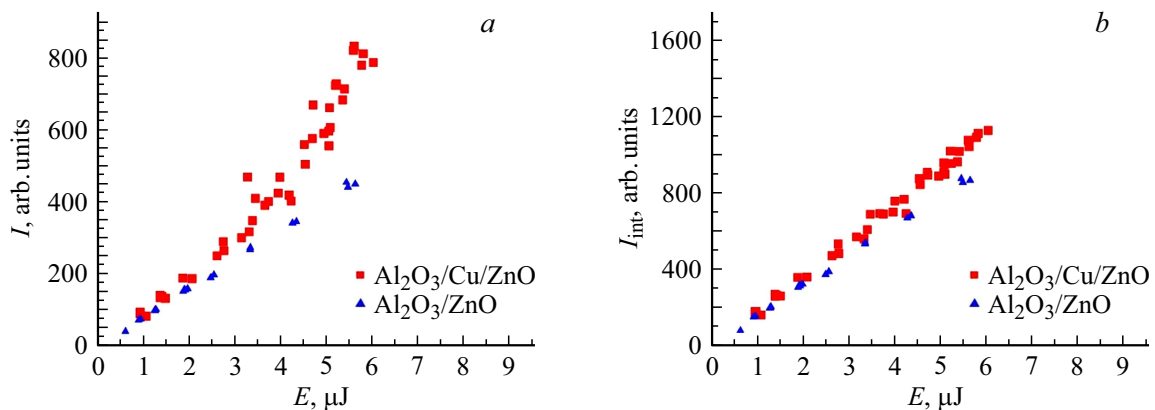 a
800
600
400
200
0
I, arb. units
Al₂O₃/Cu/ZnO
Al₂O₃/ZnO
0 1 2 3 4 5 6 7 8 9
E, μJ
b
1600
1200
800
400
0
I_int, arb. units
Al₂O₃/Cu/ZnO
Al₂O₃/ZnO
0 1 2 3 4 5 6 7 8 9
E, μJ